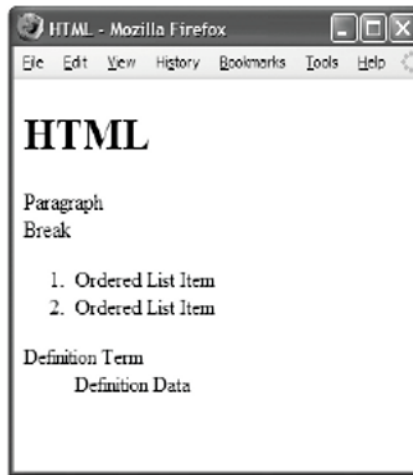 HTML - Mozilla Firefox
File Edit View History Bookmarks Tools Help
HTML
Paragraph
Break
1. Ordered List Item
2. Ordered List Item
Definition Term
Definition Data